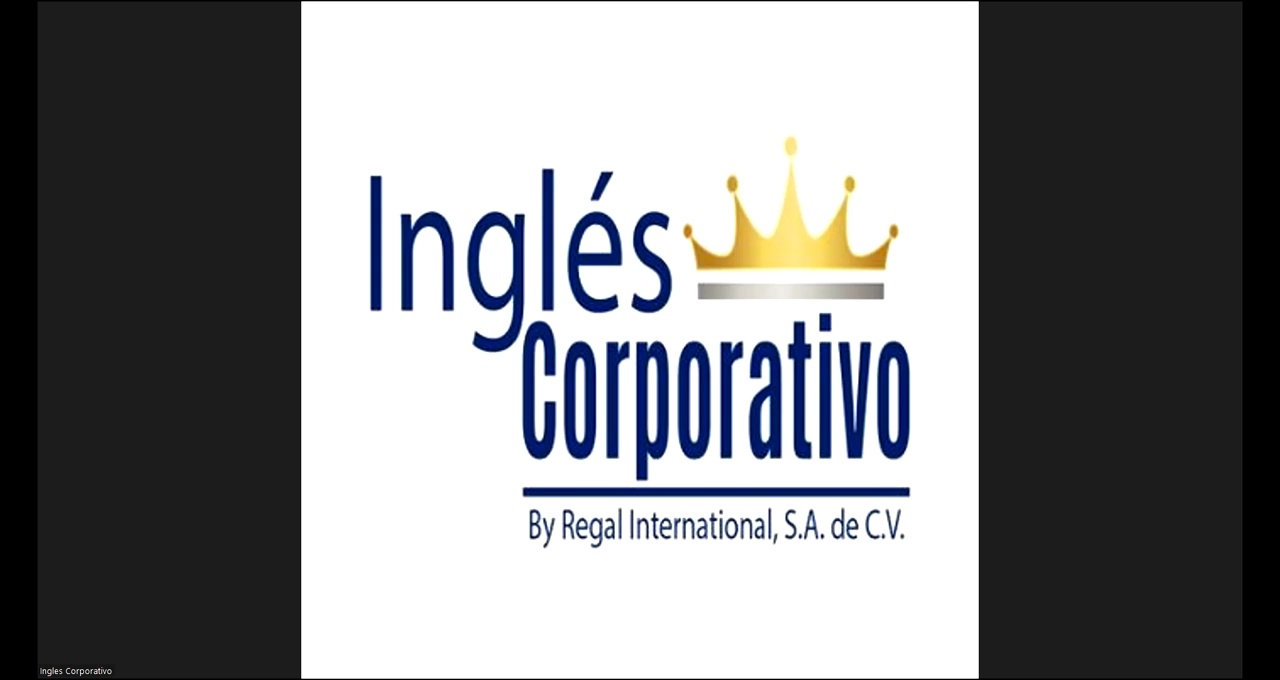 Inglés
Corporativo
By Regal International, S.A. de C.V.
Ingles Corporativo